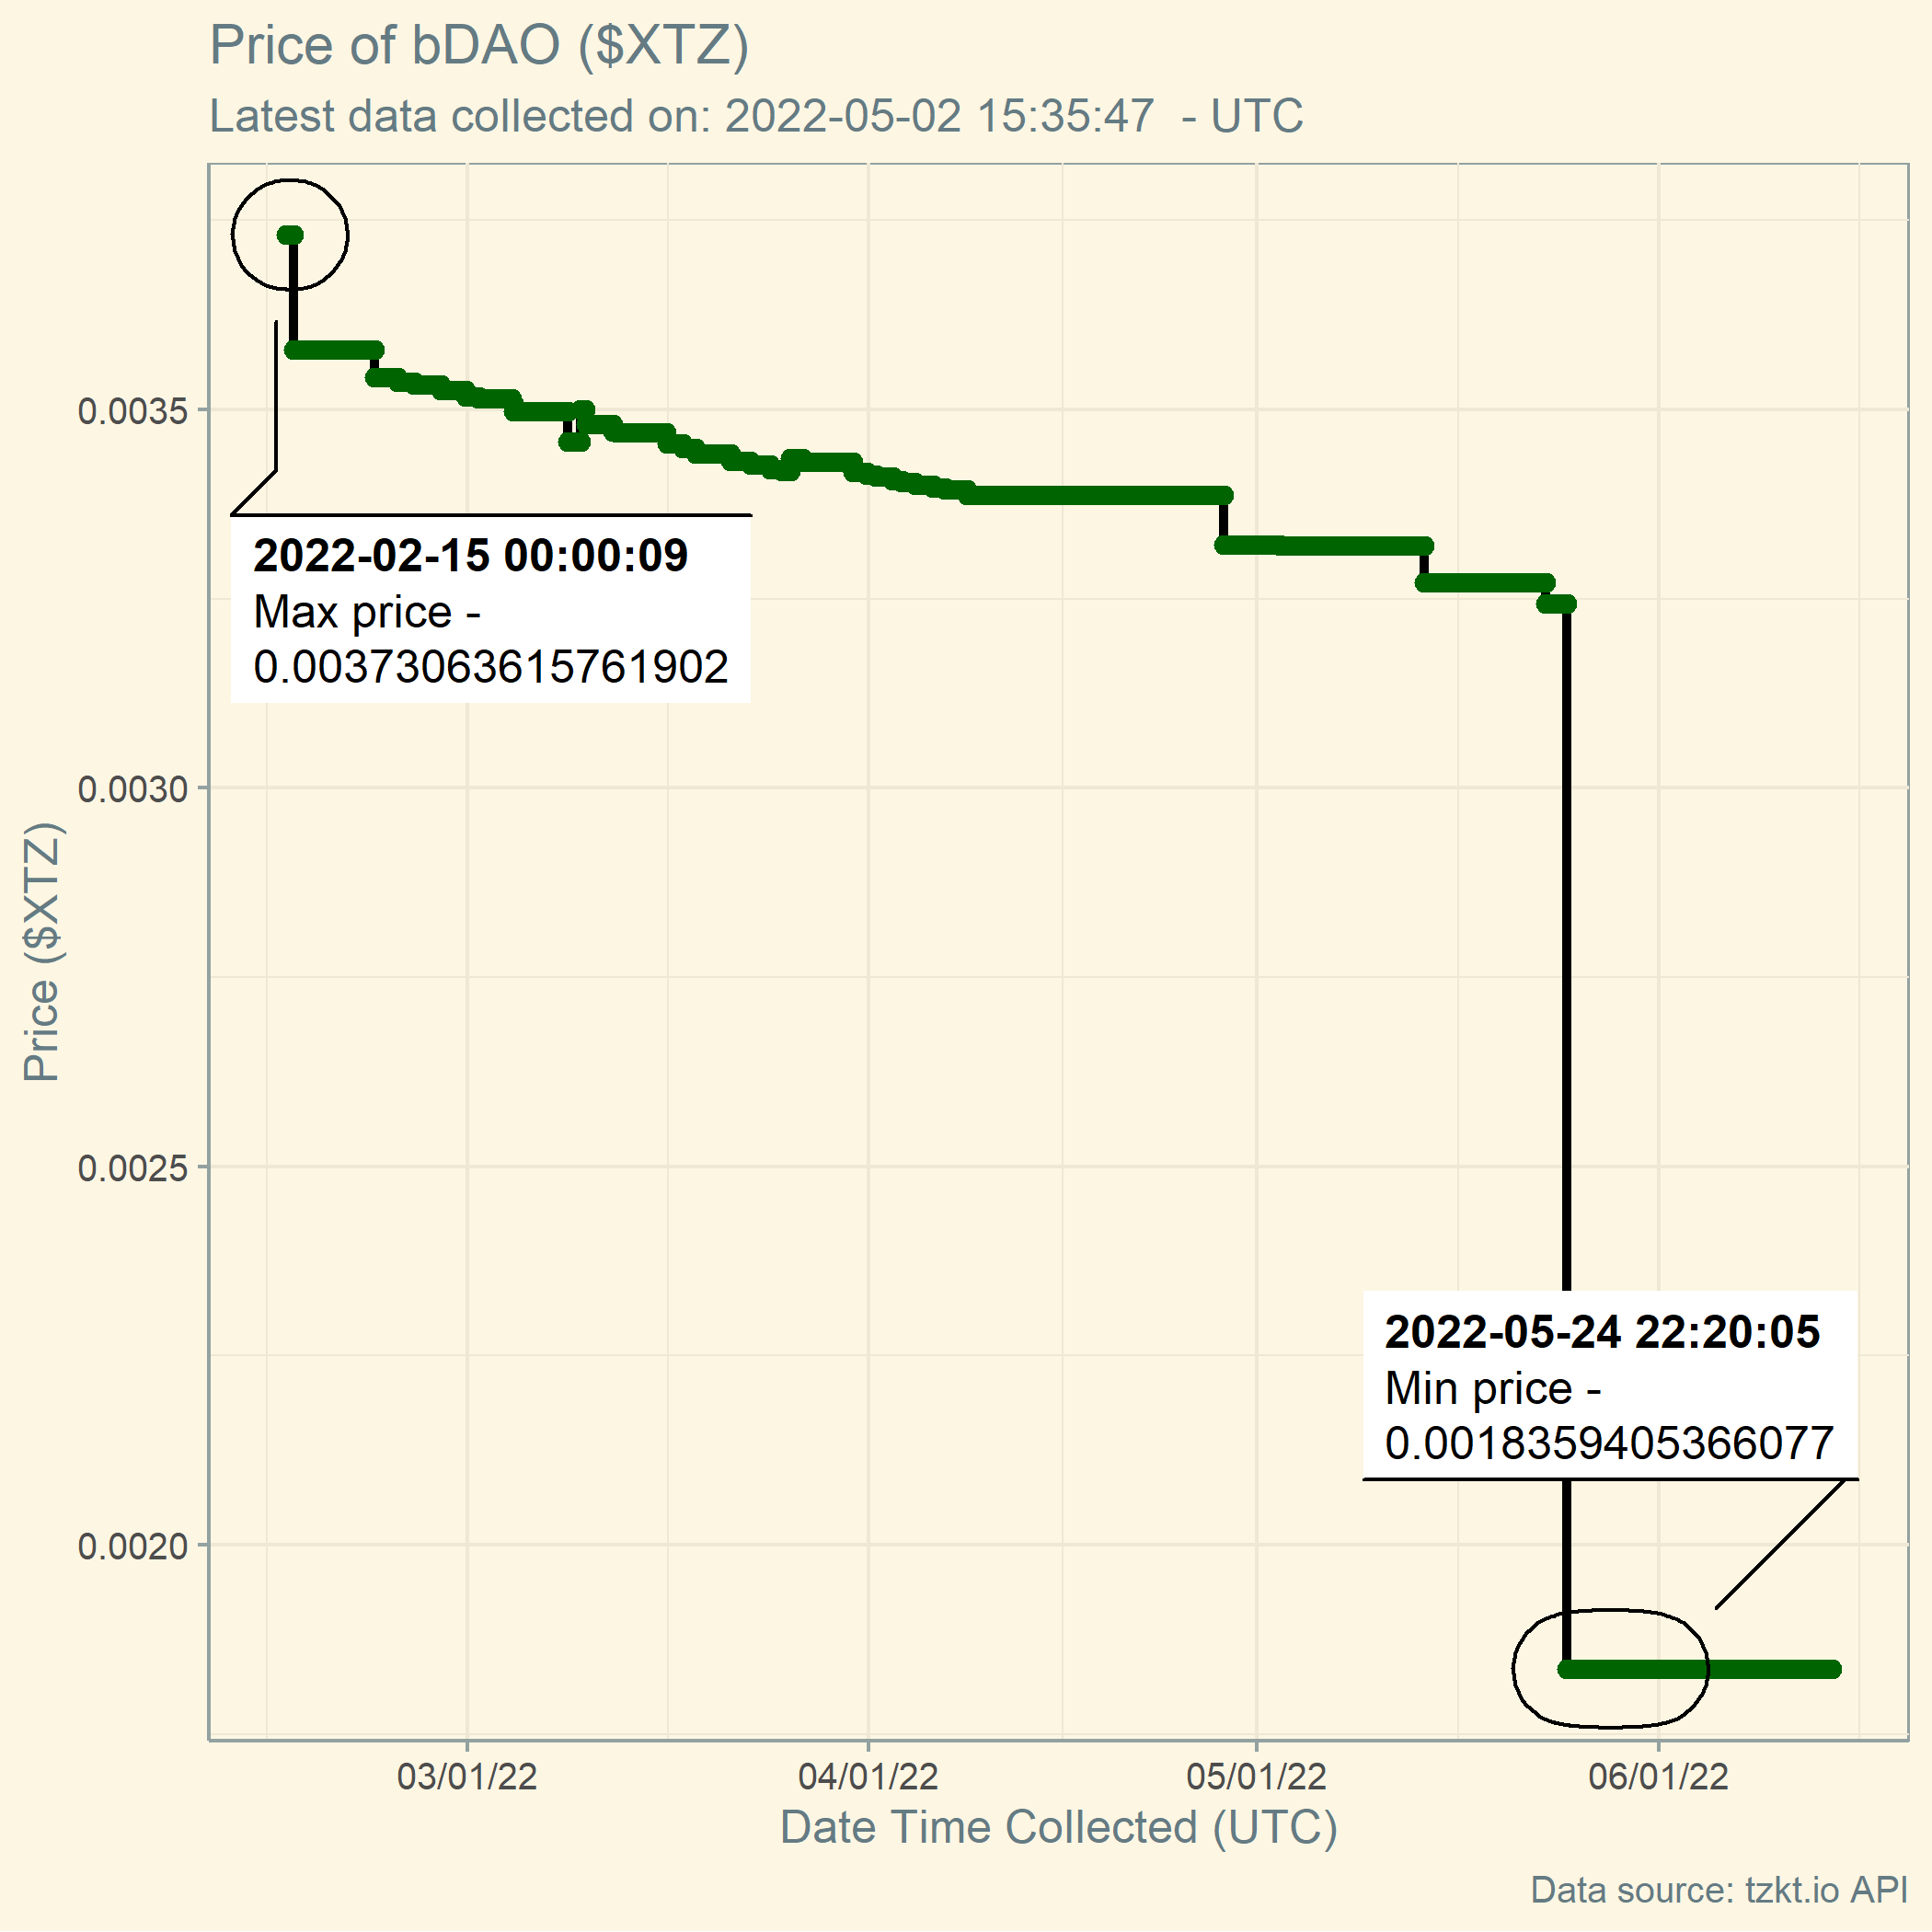 Price of bDAO ($XTZ)
Latest data collected on: 2022-05-02 15:35:47  - UTC
0.0035
0.0030
0.0025
0.0020
Price ($XTZ)
2022-02-15 00:00:09
Max price -
0.00373063615761902
2022-05-24 22:20:05
Min price -
0.0018359405366077
03/01/22
04/01/22
05/01/22
06/01/22
Date Time Collected (UTC)
Data source: tzkt.io API